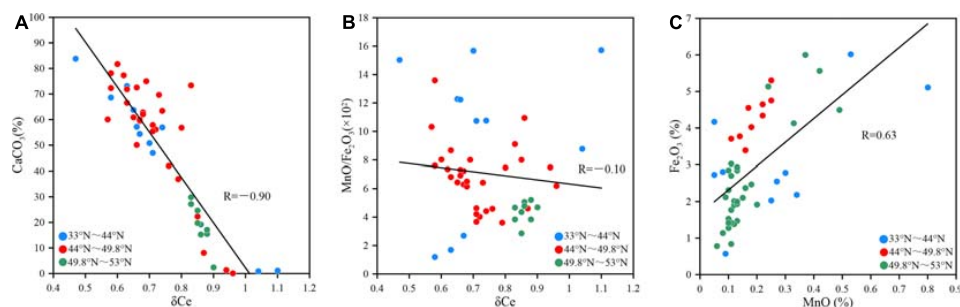 A
100
90
80
70
60
50
40
30
20
10
0
CaCO₃(%)
R=−0.90
33°N～44°N
44°N～49.8°N
49.8°N～53°N
0.4 0.5 0.6 0.7 0.8 0.9 1.0 1.1 1.2
δCe
B
18
16
14
12
10
8
6
4
2
0
MnO/Fe₂O₃(×10²)
R=−0.10
33°N～44°N
44°N～49.8°N
49.8°N～53°N
0.4 0.5 0.6 0.7 0.8 0.9 1.0 1.1 1.2
δCe
C
7
6
5
4
3
2
1
0
Fe₂O₃ (%)
R=0.63
33°N～44°N
44°N～49.8°N
49.8°N～53°N
0 0.1 0.2 0.3 0.4 0.5 0.6 0.7 0.8 0.9
MnO (%)